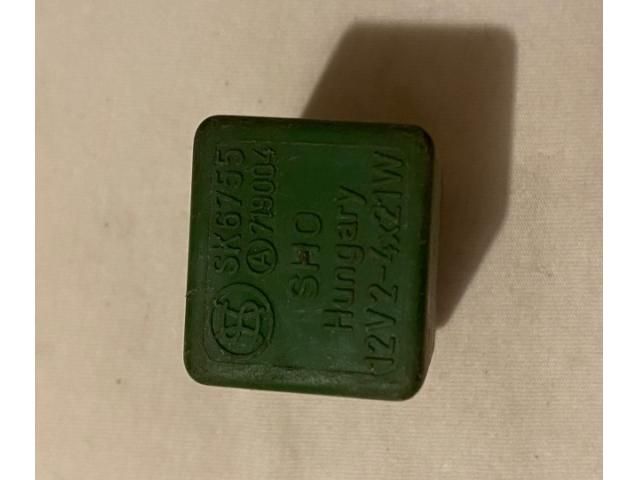 SK6755
A 719004
SHO
Hungary
12V2-4x21W